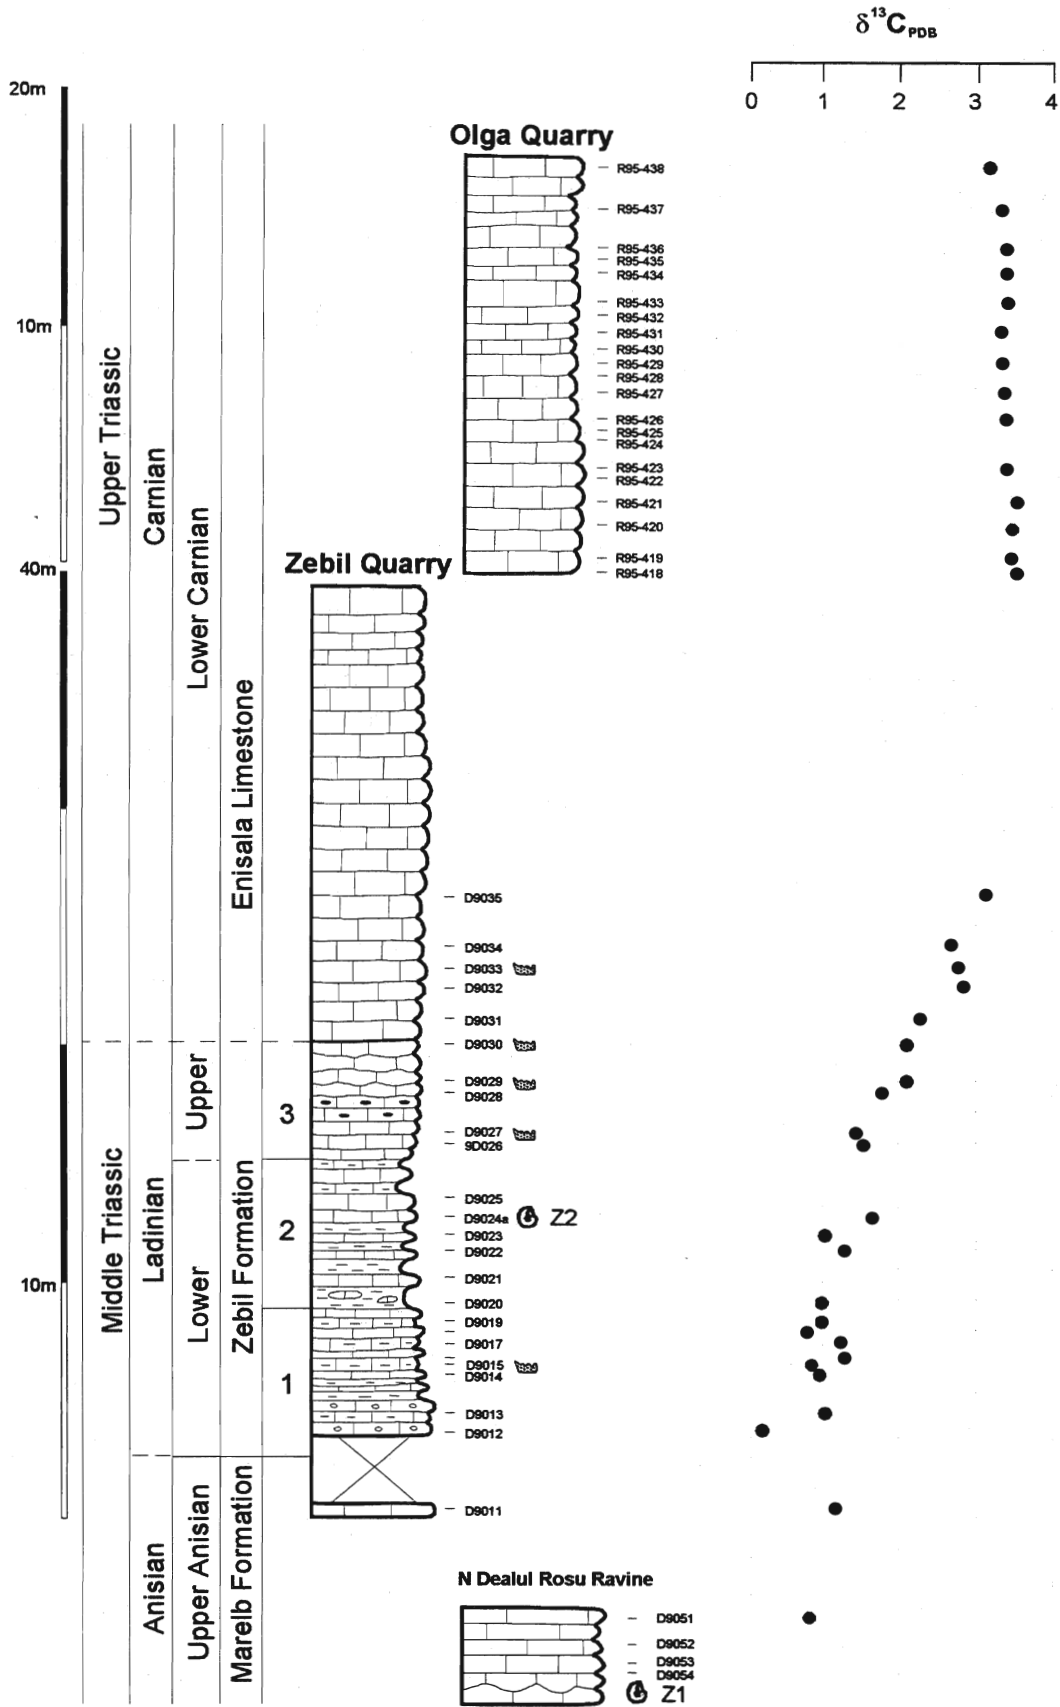 δ¹³C PDB
0 1 2 3 4
20m
10m
40m
10m
Upper Triassic
Middle Triassic
Carnian
Ladinian
Anisian
Lower Carnian
Upper
Lower
Upper Anisian
Enisala Limestone
Zebil Formation
Marelb Formation
3
2
1
Olga Quarry
R95-438
R95-437
R95-436
R95-435
R95-434
R95-433
R95-432
R95-431
R95-430
R95-429
R95-428
R95-427
R95-426
R95-425
R95-424
R95-423
R95-422
R95-421
R95-420
R95-419
R95-418
Zebil Quarry
D9035
D9034
D9033
D9032
D9031
D9030
D9029
D9028
D9027
9D026
D9025
D9024a Z2
D9023
D9022
D9021
D9020
D9019
D9017
D9015
D9014
D9013
D9012
D9011
N Dealul Rosu Ravine
D9051
D9052
D9053
D9054
Z1